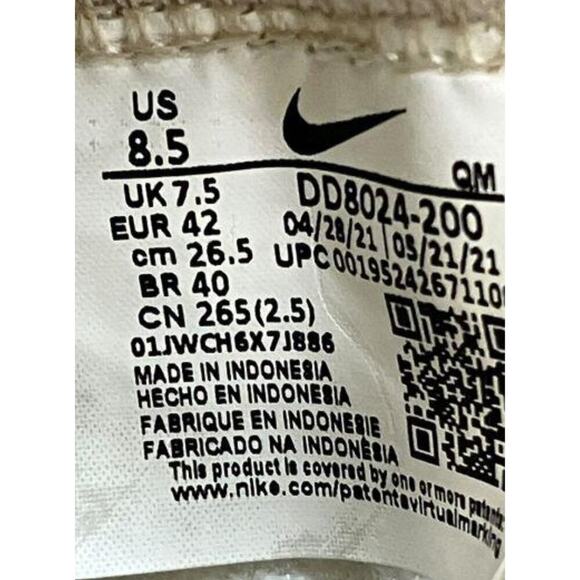 US
8.5
QM
UK 7.5
DD8024-200
EUR 42
04/28/21 | 05/21/21
cm 26.5
BR 40
CN 265(2.5)
01JWCH6X7J886
MADE IN INDONESIA
HECHO EN INDONESIA
FABRIQUE EN INDONESIE
FABRICADO NA INDONÉSIA
This product is covered by one or more patents.
www.nike.com/patentsvirtualmarking